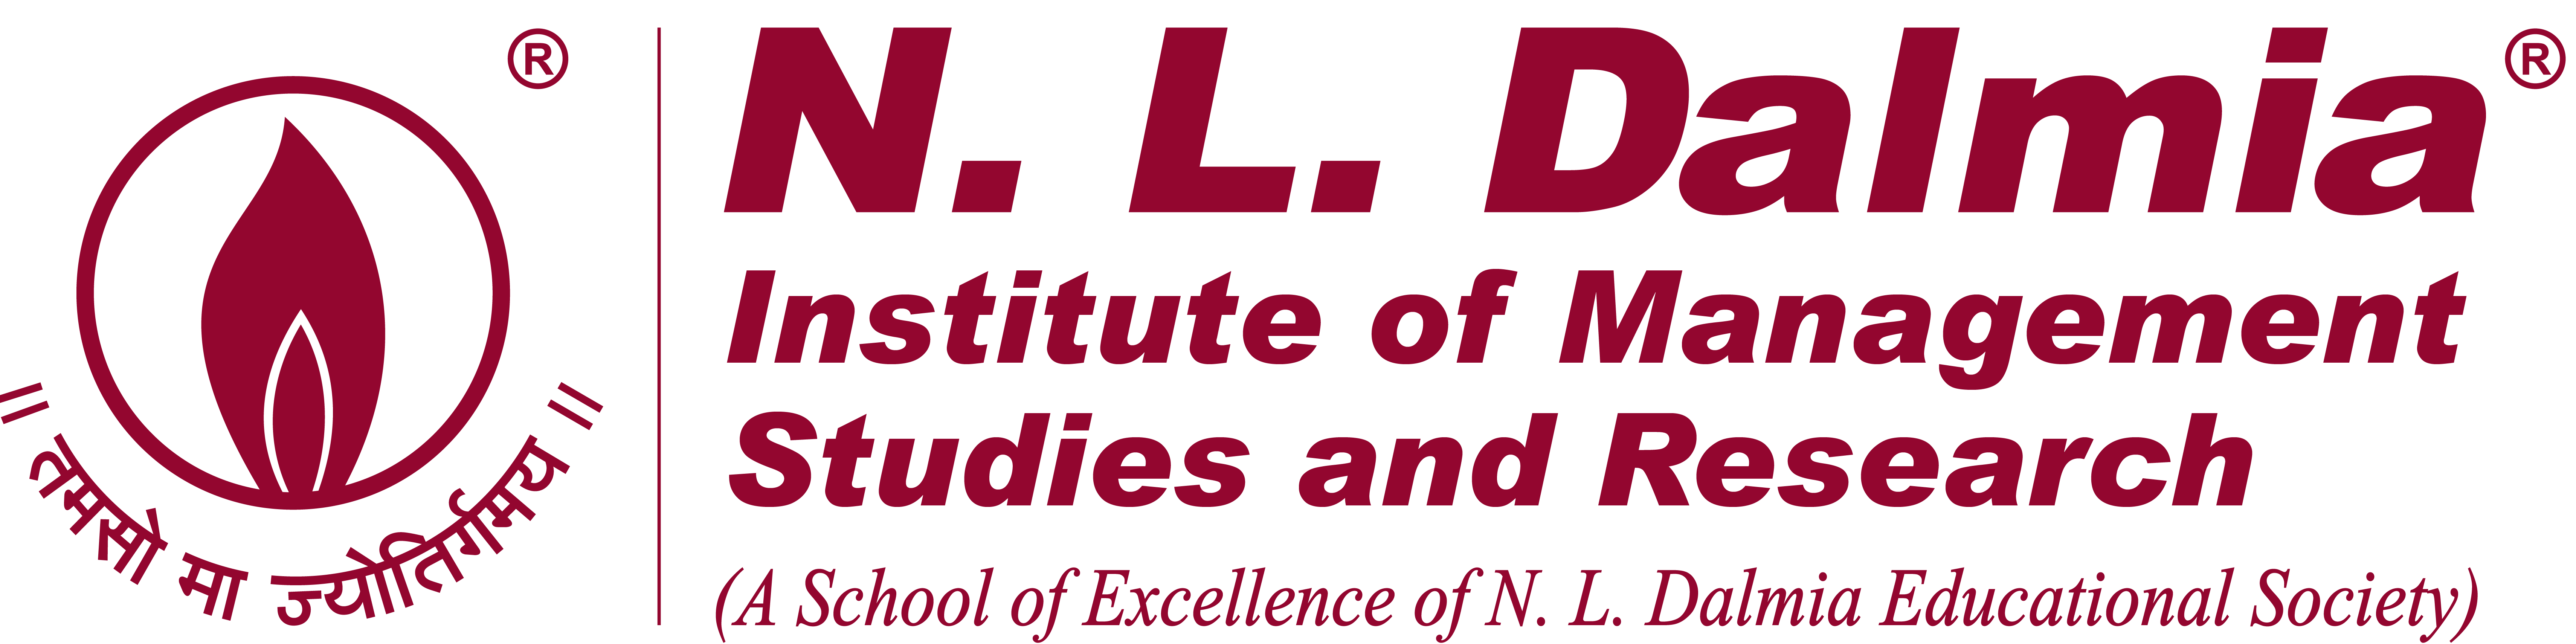 ®
॥ तमसो मा ज्योतिर्गमय ॥
N. L. Dalmia®
Institute of Management
Studies and Research
(A School of Excellence of N. L. Dalmia Educational Society)